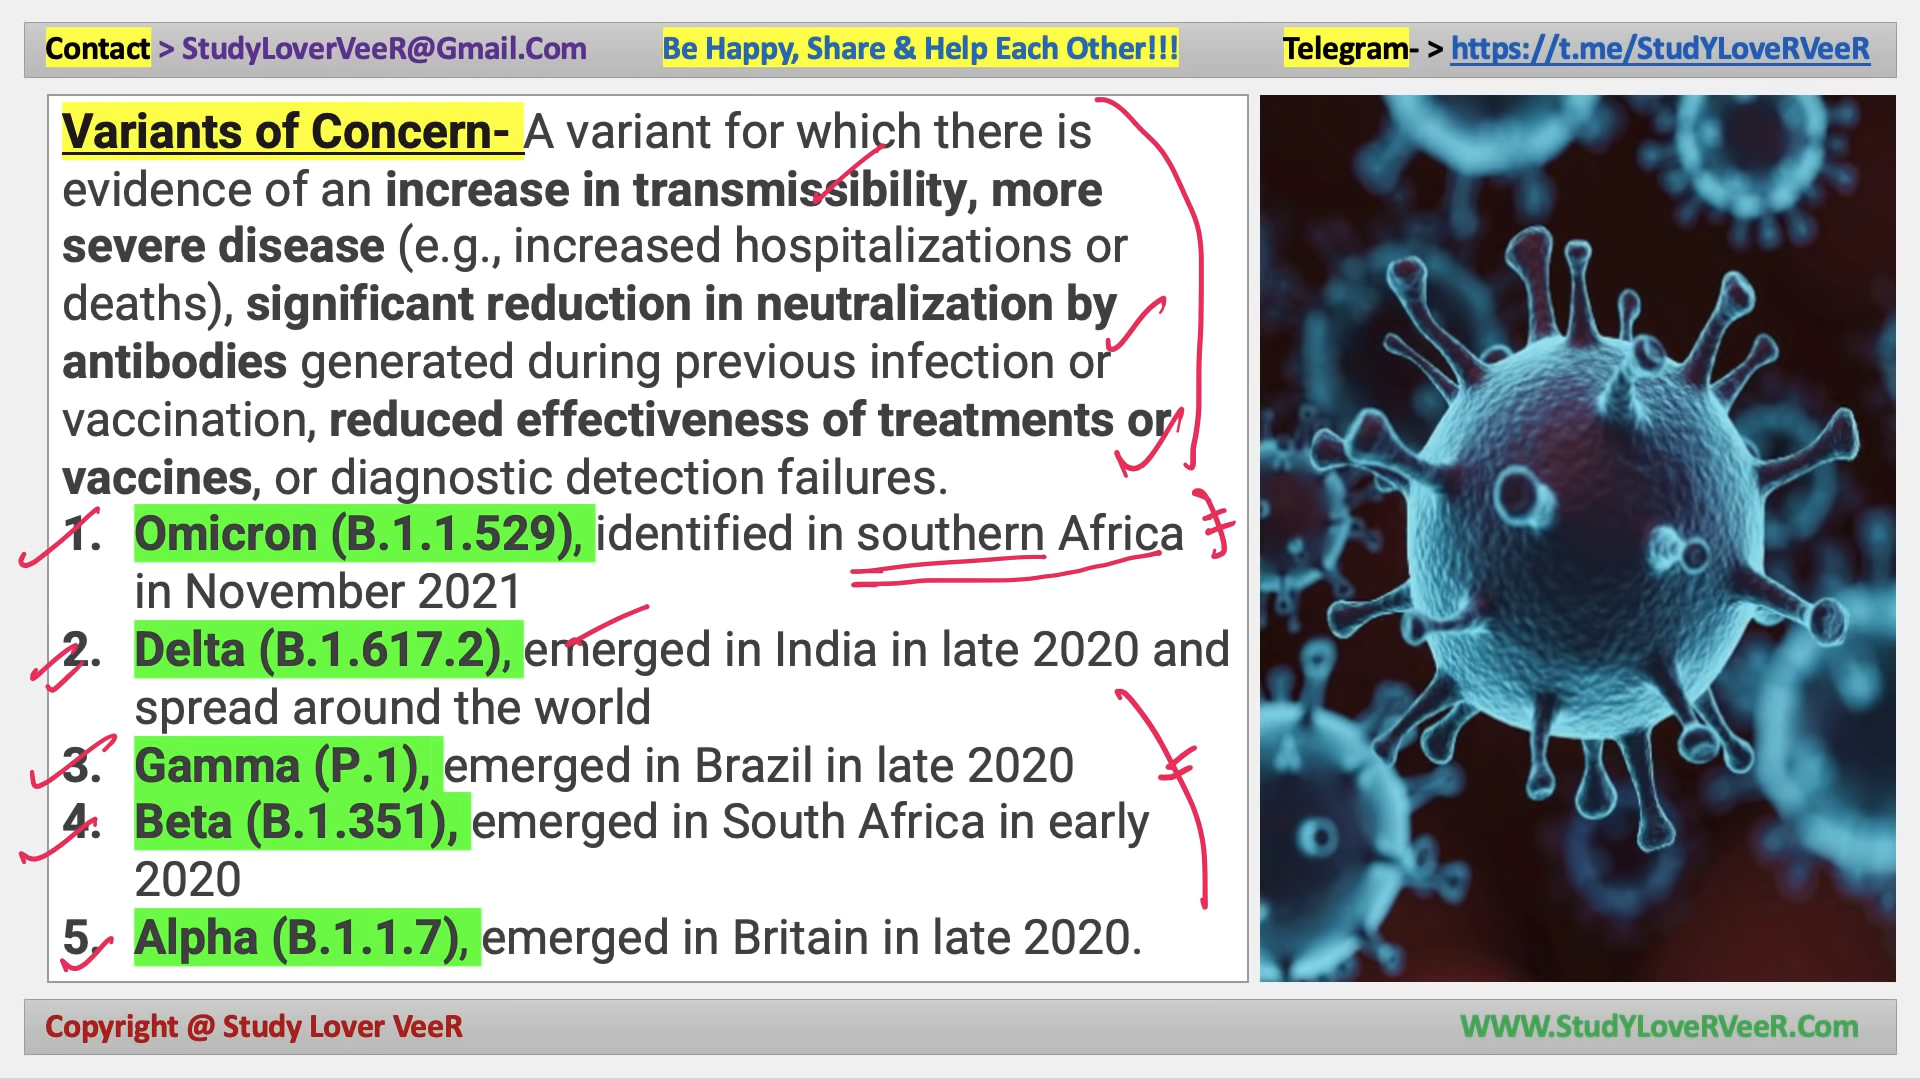 Contact > StudyLoverVeeR@Gmail.Com
Be Happy, Share & Help Each Other!!!
Telegram- > https://t.me/StudYLoveRVeeR
Variants of Concern- A variant for which there is
evidence of an increase in transmissibility, more
severe disease (e.g., increased hospitalizations or
deaths), significant reduction in neutralization by
antibodies generated during previous infection or
vaccination, reduced effectiveness of treatments or
vaccines, or diagnostic detection failures.
1. Omicron (B.1.1.529), identified in southern Africa
in November 2021
2. Delta (B.1.617.2), emerged in India in late 2020 and
spread around the world
3. Gamma (P.1), emerged in Brazil in late 2020
4. Beta (B.1.351), emerged in South Africa in early
2020
5. Alpha (B.1.1.7), emerged in Britain in late 2020.
Copyright @ Study Lover VeeR
WWW.StudYLoveRVeeR.Com